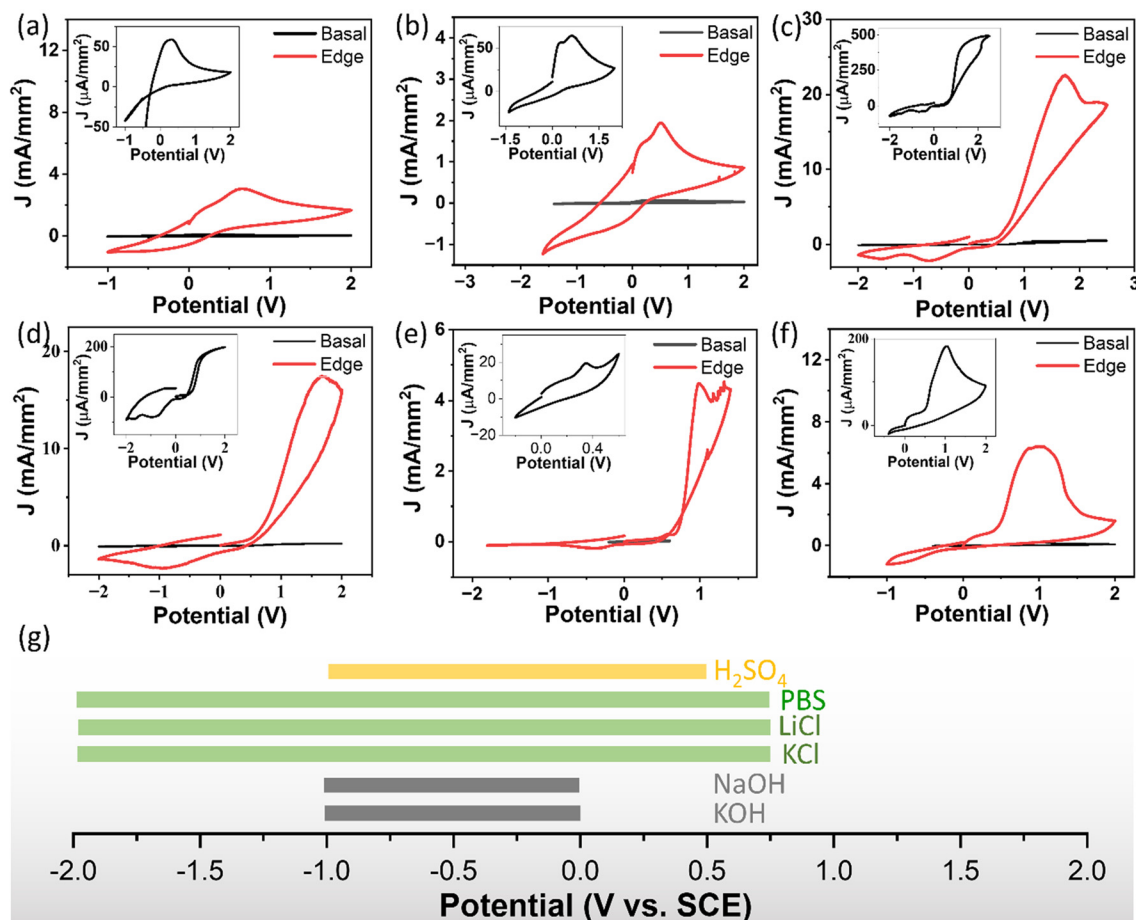 (a)
J (mA/mm²)
12
8
4
0
−1
0
1
2
Potential (V)
Basal
Edge
J (μA/mm²)
50
0
−50
−1
0
1
2
Potential (V)
(b)
J (mA/mm²)
4
3
2
1
0
−1
−3
−2
−1
0
1
2
Potential (V)
Basal
Edge
J (μA/mm²)
50
0
−1.5
0.0
1.5
Potential (V)
(c)
J (mA/mm²)
30
20
10
0
−2
−1
0
1
2
3
Potential (V)
Basal
Edge
J (μA/mm²)
500
250
0
−2
0
2
Potential (V)
(d)
J (mA/mm²)
20
10
0
−2
−1
0
1
2
Potential (V)
Basal
Edge
J (μA/mm²)
200
0
−2
0
2
Potential (V)
(e)
J (mA/mm²)
6
4
2
0
−2
−1
0
1
Potential (V)
Basal
Edge
J (μA/mm²)
20
0
−20
0.0
0.4
Potential (V)
(f)
J (mA/mm²)
12
8
4
0
−1
0
1
2
Potential (V)
Basal
Edge
J (μA/mm²)
200
100
0
0
1
2
Potential (V)
(g)
H₂SO₄
PBS
LiCl
KCl
NaOH
KOH
-2.0 -1.5 -1.0 -0.5 0.0 0.5 1.0 1.5 2.0
Potential (V vs. SCE)